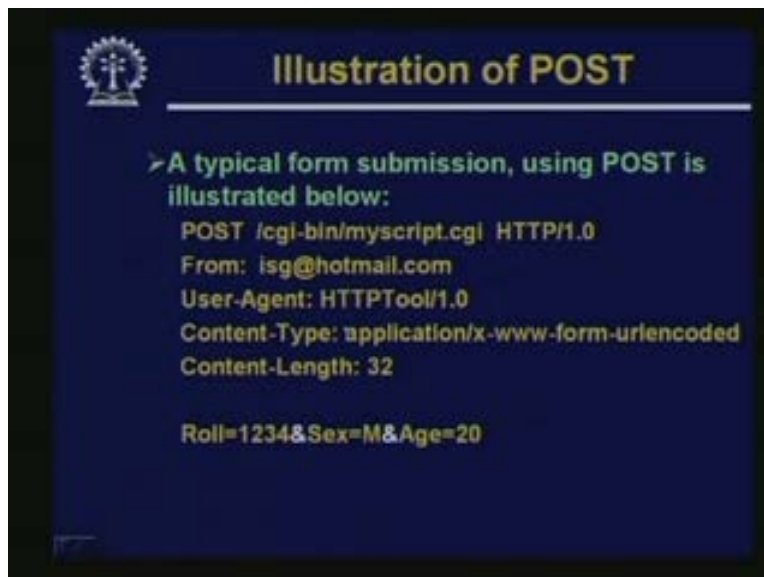 Illustration of POST
➢A typical form submission, using POST is
illustrated below:
POST /cgi-bin/myscript.cgi HTTP/1.0
From: isg@hotmail.com
User-Agent: HTTPTool/1.0
Content-Type: application/x-www-form-urlencoded
Content-Length: 32

Roll=1234&Sex=M&Age=20